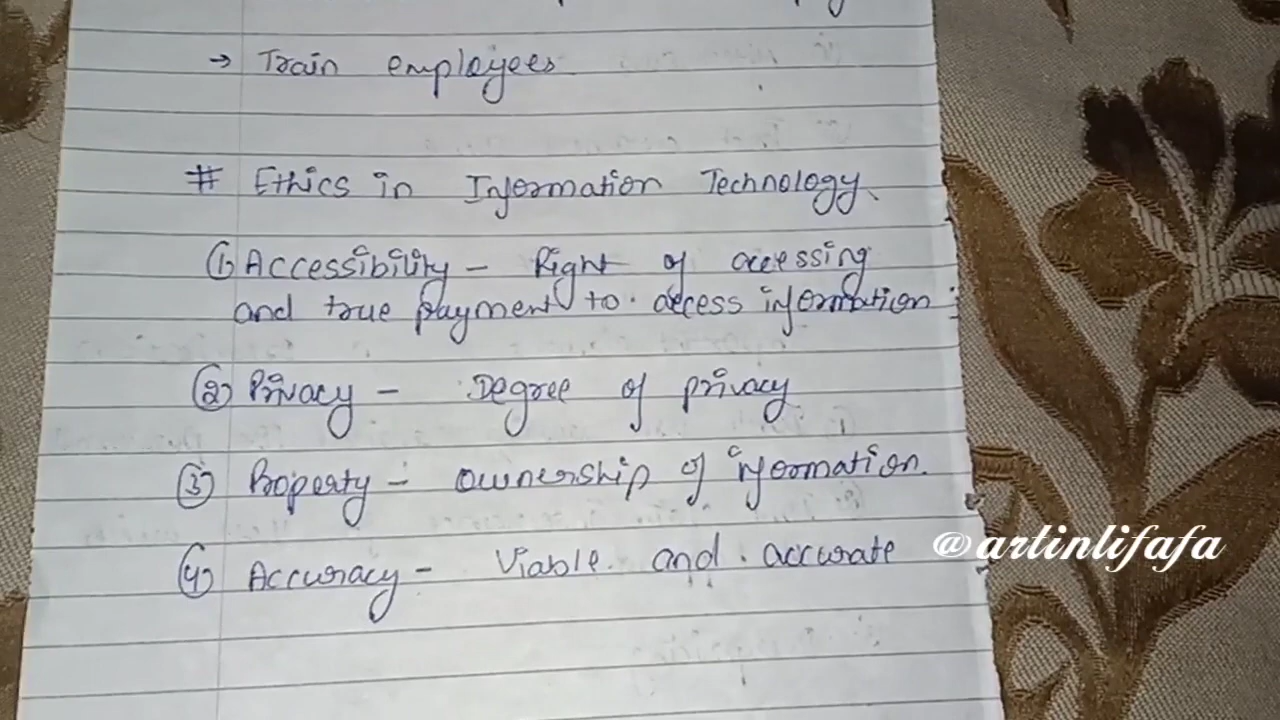 → Train employees
# Ethics in Information Technology
① Accessibility - Right of accessing
and true payment to access information
② Privacy - Degree of privacy
③ Property - ownership of information.
④ Accuracy - Viable and accurate
@artinlifafa